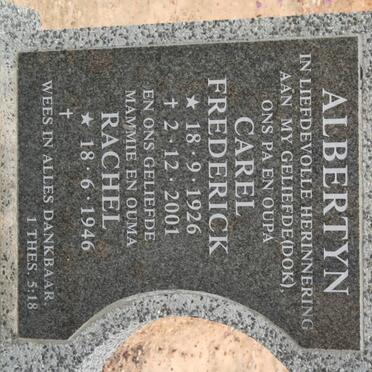 ALBERTYN
IN LIEFDEVOLLE HERINNERING
AAN MY GELIEFDE(DOK),
ONS PA EN OUPA
CAREL
FREDERICK
★ 18·9·1926
✝ 2·12·2001
EN ONS GELIEFDE
MAMMIE EN OUMA
RACHEL
★ 18·6·1946
✝
WEES IN ALLES DANKBAAR.
1 THES. 5:18